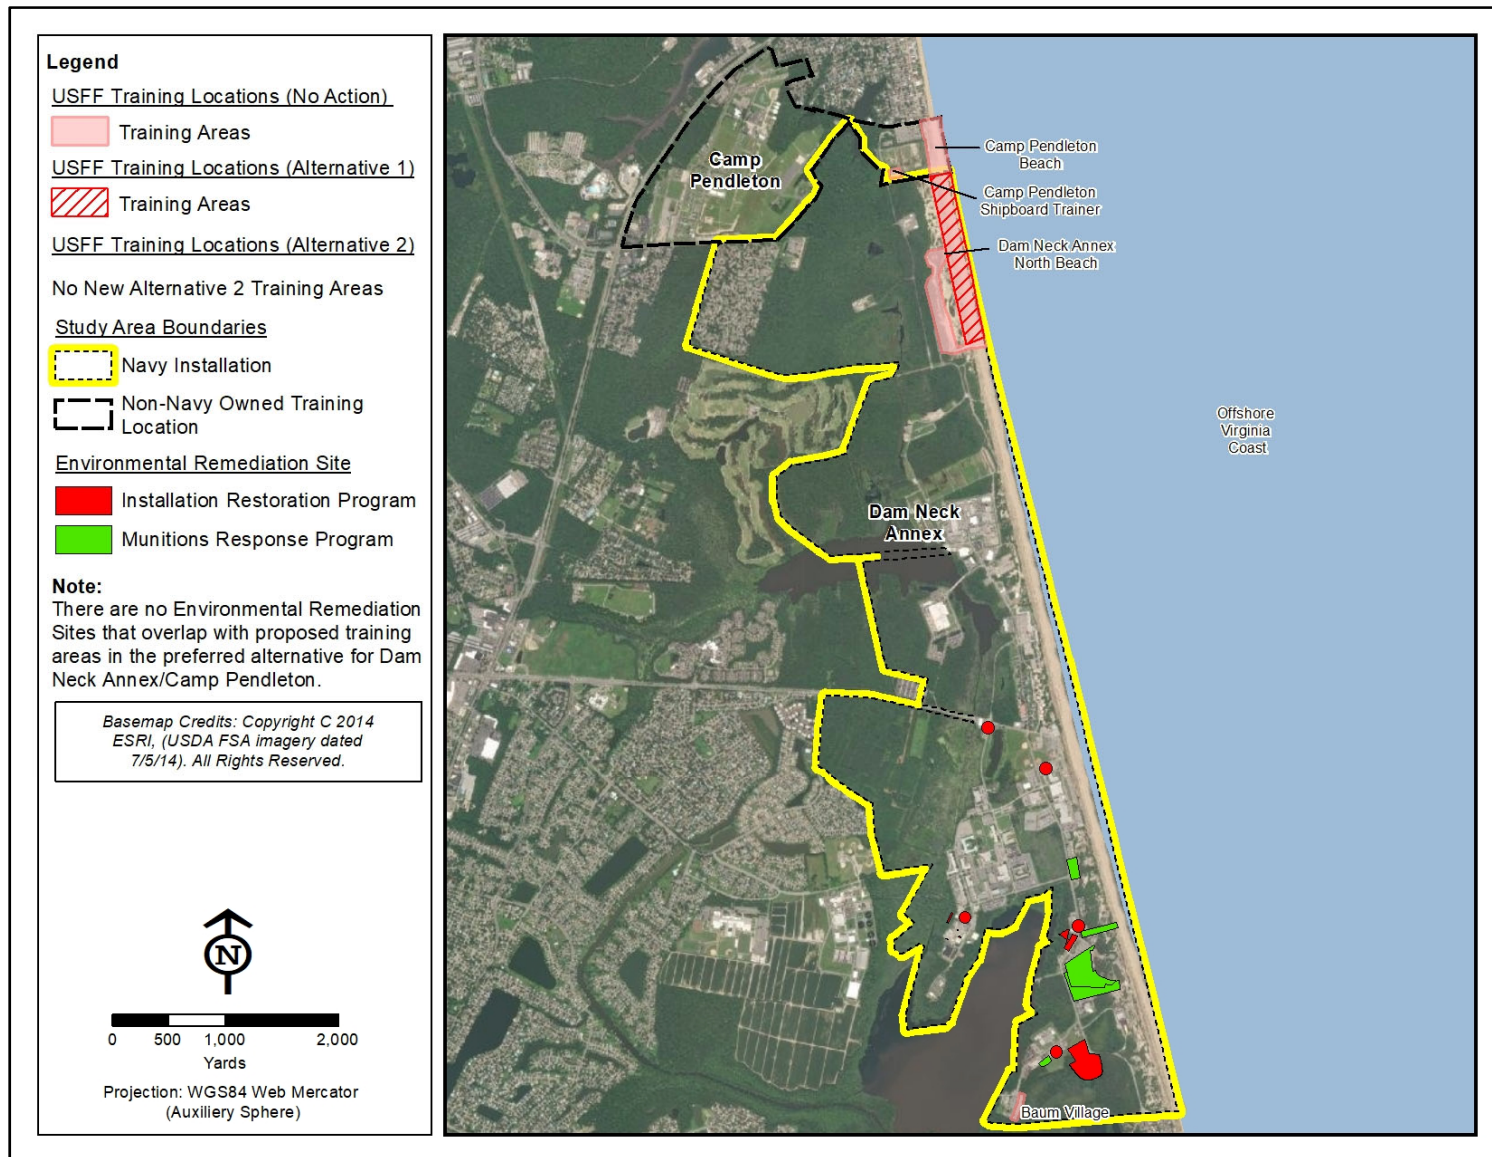 Legend
USFF Training Locations (No Action)
Training Areas
USFF Training Locations (Alternative 1)
Training Areas
USFF Training Locations (Alternative 2)
No New Alternative 2 Training Areas
Study Area Boundaries
Navy Installation
Non-Navy Owned Training
Location
Environmental Remediation Site
Installation Restoration Program
Munitions Response Program
Note:
There are no Environmental Remediation
Sites that overlap with proposed training
areas in the preferred alternative for Dam
Neck Annex/Camp Pendleton.
Basemap Credits: Copyright C 2014
ESRI, (USDA FSA imagery dated
7/5/14). All Rights Reserved.
N
0 500 1,000 2,000
Yards
Projection: WGS84 Web Mercator
(Auxiliery Sphere)
Camp
Pendleton
Camp Pendleton
Beach
Camp Pendleton
Shipboard Trainer
Dam Neck Annex
North Beach
Offshore
Virginia
Coast
Dam Neck
Annex
Baum Village